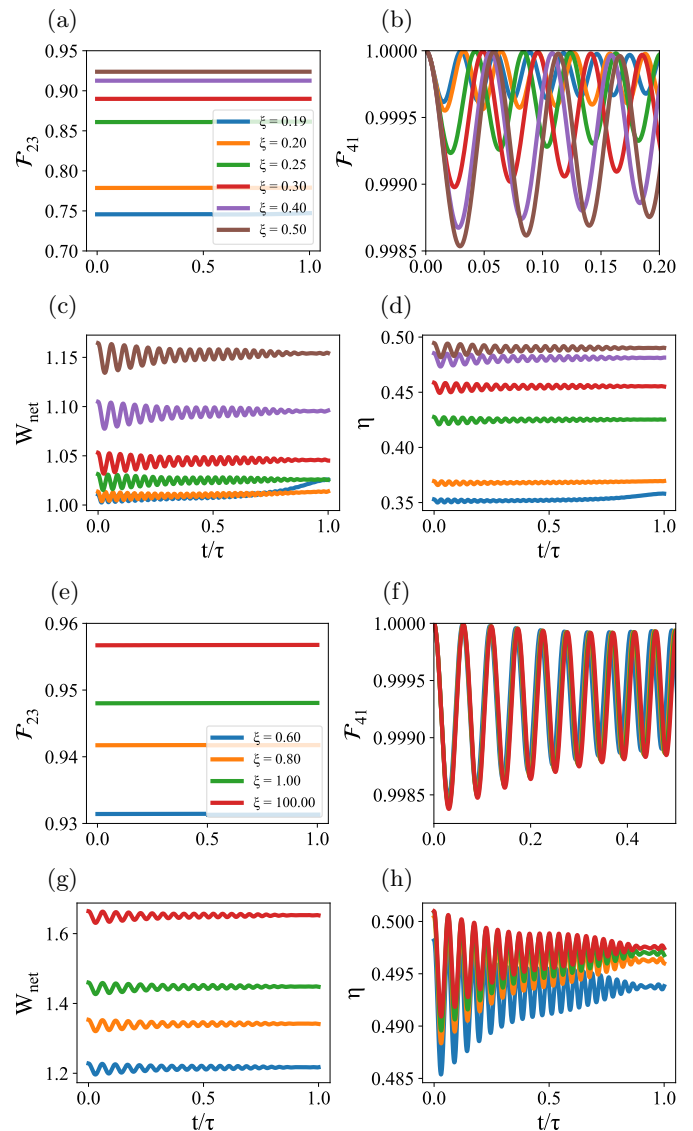 (a)
0.95
0.90
0.85
0.80
0.75
0.70
ℱ23
ξ = 0.19
ξ = 0.20
ξ = 0.25
ξ = 0.30
ξ = 0.40
ξ = 0.50
0.0 0.5 1.0
(b)
1.0000
0.9995
0.9990
0.9985
ℱ41
0.00 0.05 0.10 0.15 0.20
(c)
1.15
1.10
1.05
1.00
Wnet
0.0 0.5 1.0
t/τ
(d)
0.50
0.45
0.40
0.35
η
0.0 0.5 1.0
t/τ
(e)
0.96
0.95
0.94
0.93
ℱ23
ξ = 0.60
ξ = 0.80
ξ = 1.00
ξ = 100.00
0.0 0.5 1.0
(f)
1.0000
0.9995
0.9990
0.9985
ℱ41
0.0 0.2 0.4
(g)
1.6
1.4
1.2
Wnet
0.0 0.5 1.0
t/τ
(h)
0.500
0.495
0.490
0.485
η
0.0 0.5 1.0
t/τ